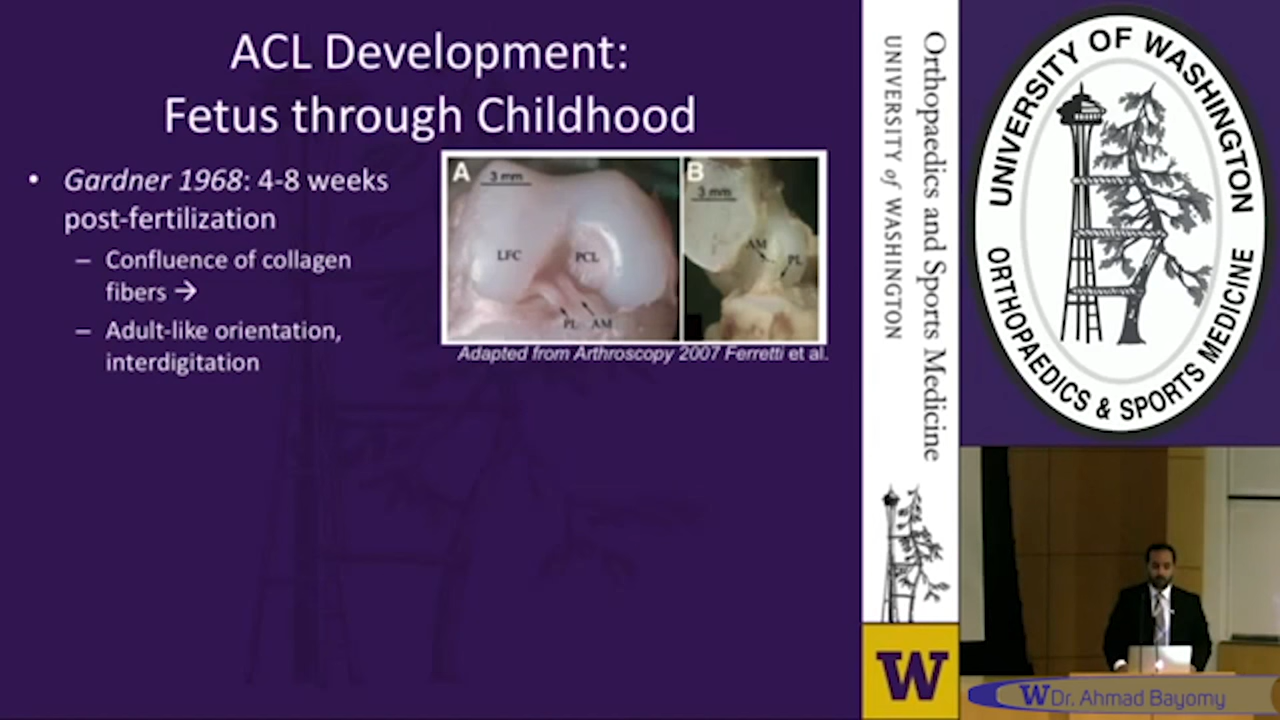 ACL Development:
Fetus through Childhood
• Gardner 1968: 4-8 weeks
post-fertilization
– Confluence of collagen
fibers →
– Adult-like orientation,
interdigitation
A
3 mm
LFC
PCL
PL
AM
B
3 mm
AM
PL
Adapted from Arthroscopy 2007 Ferretti et al.
Orthopaedics and Sports Medicine
UNIVERSITY of WASHINGTON
W
UNIVERSITY OF WASHINGTON
ORTHOPAEDICS & SPORTS MEDICINE
W Dr. Ahmad Bayomy